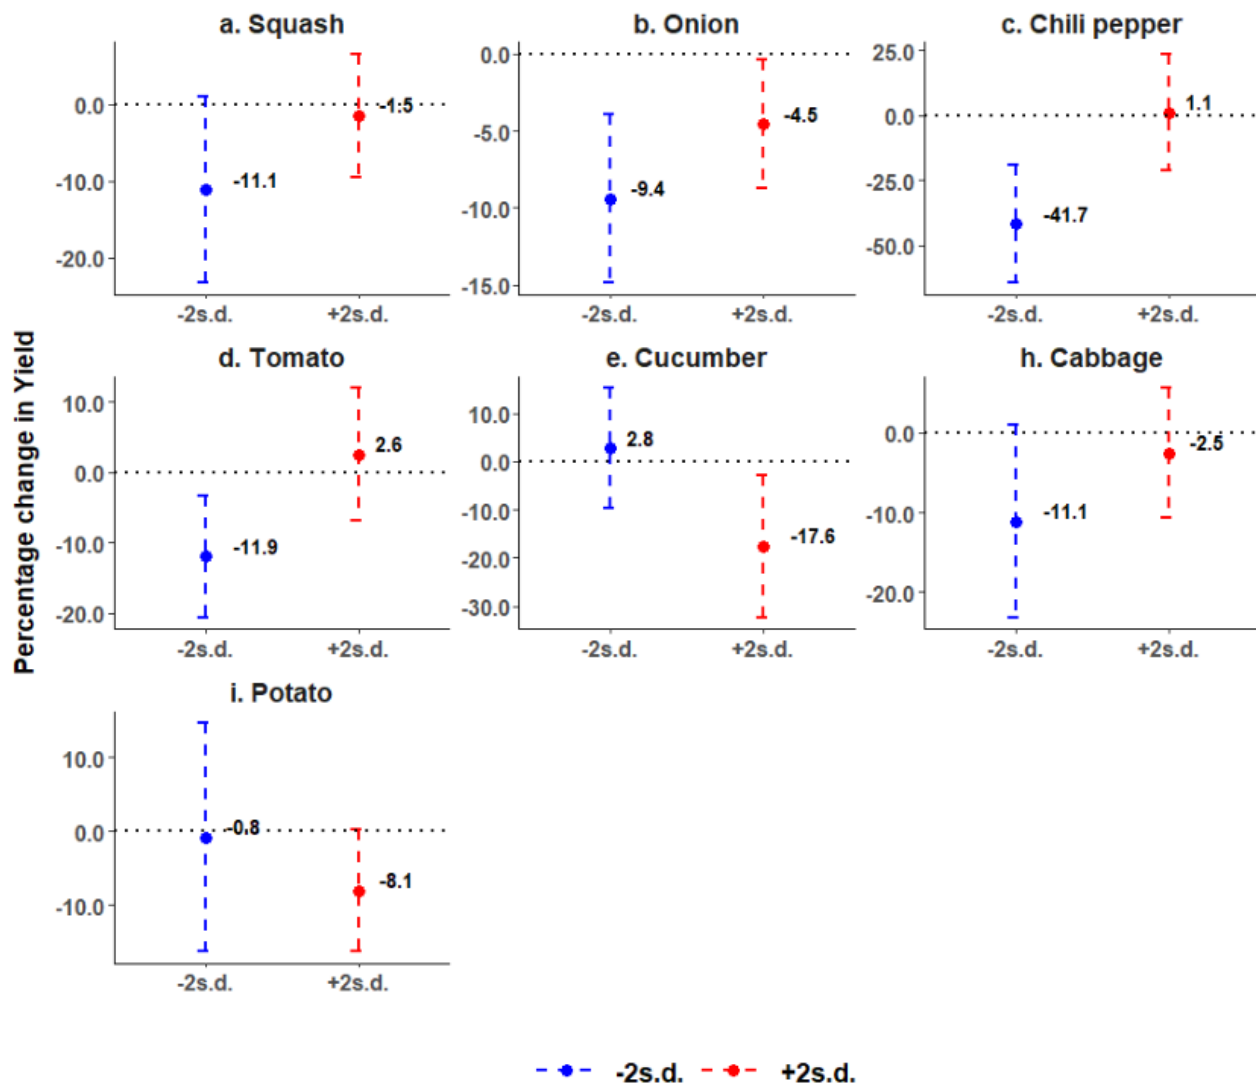 a. Squash
b. Onion
c. Chili pepper
0.0
-10.0
-20.0
-1.5
-11.1
-2s.d.
+2s.d.
0.0
-5.0
-10.0
-15.0
-4.5
-9.4
-2s.d.
+2s.d.
25.0
0.0
-25.0
-50.0
1.1
-41.7
-2s.d.
+2s.d.
Percentage change in Yield
d. Tomato
e. Cucumber
h. Cabbage
10.0
0.0
-10.0
-20.0
2.6
-11.9
-2s.d.
+2s.d.
10.0
0.0
-10.0
-20.0
-30.0
2.8
-17.6
-2s.d.
+2s.d.
0.0
-10.0
-20.0
-2.5
-11.1
-2s.d.
+2s.d.
i. Potato
10.0
0.0
-10.0
-0.8
-8.1
-2s.d.
+2s.d.
-2s.d.
+2s.d.